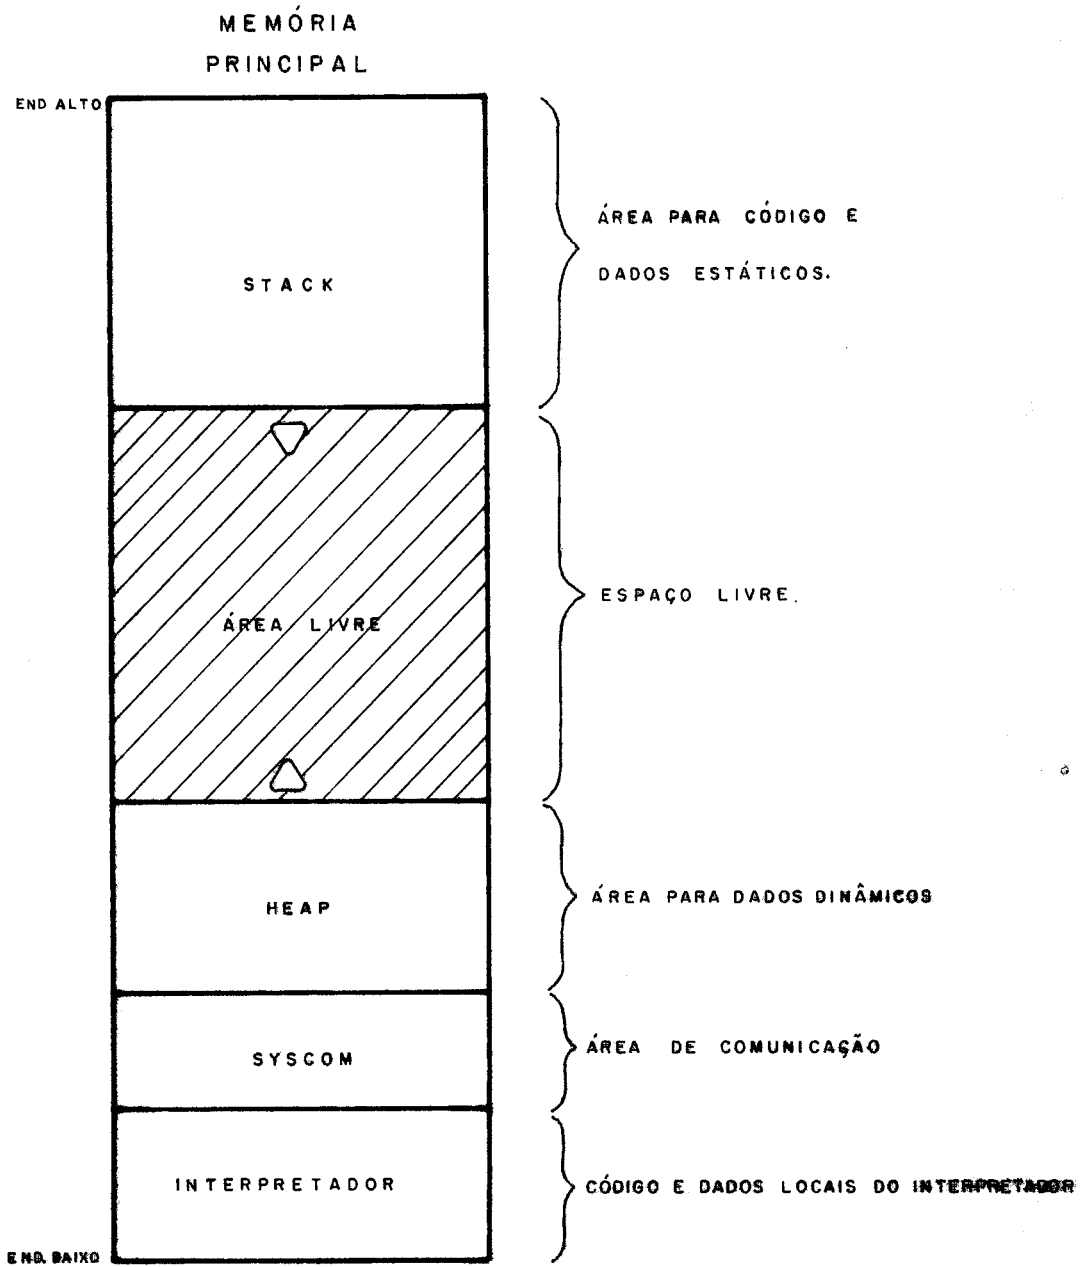 MEMÓRIA
PRINCIPAL
END ALTO
STACK
ÁREA PARA CÓDIGO E
DADOS ESTÁTICOS.
ÁREA LIVRE
ESPAÇO LIVRE.
HEAP
ÁREA PARA DADOS DINÂMICOS
SYSCOM
ÁREA DE COMUNICAÇÃO
INTERPRETADOR
CÓDIGO E DADOS LOCAIS DO INTERPRETADOR
END. BAIXO